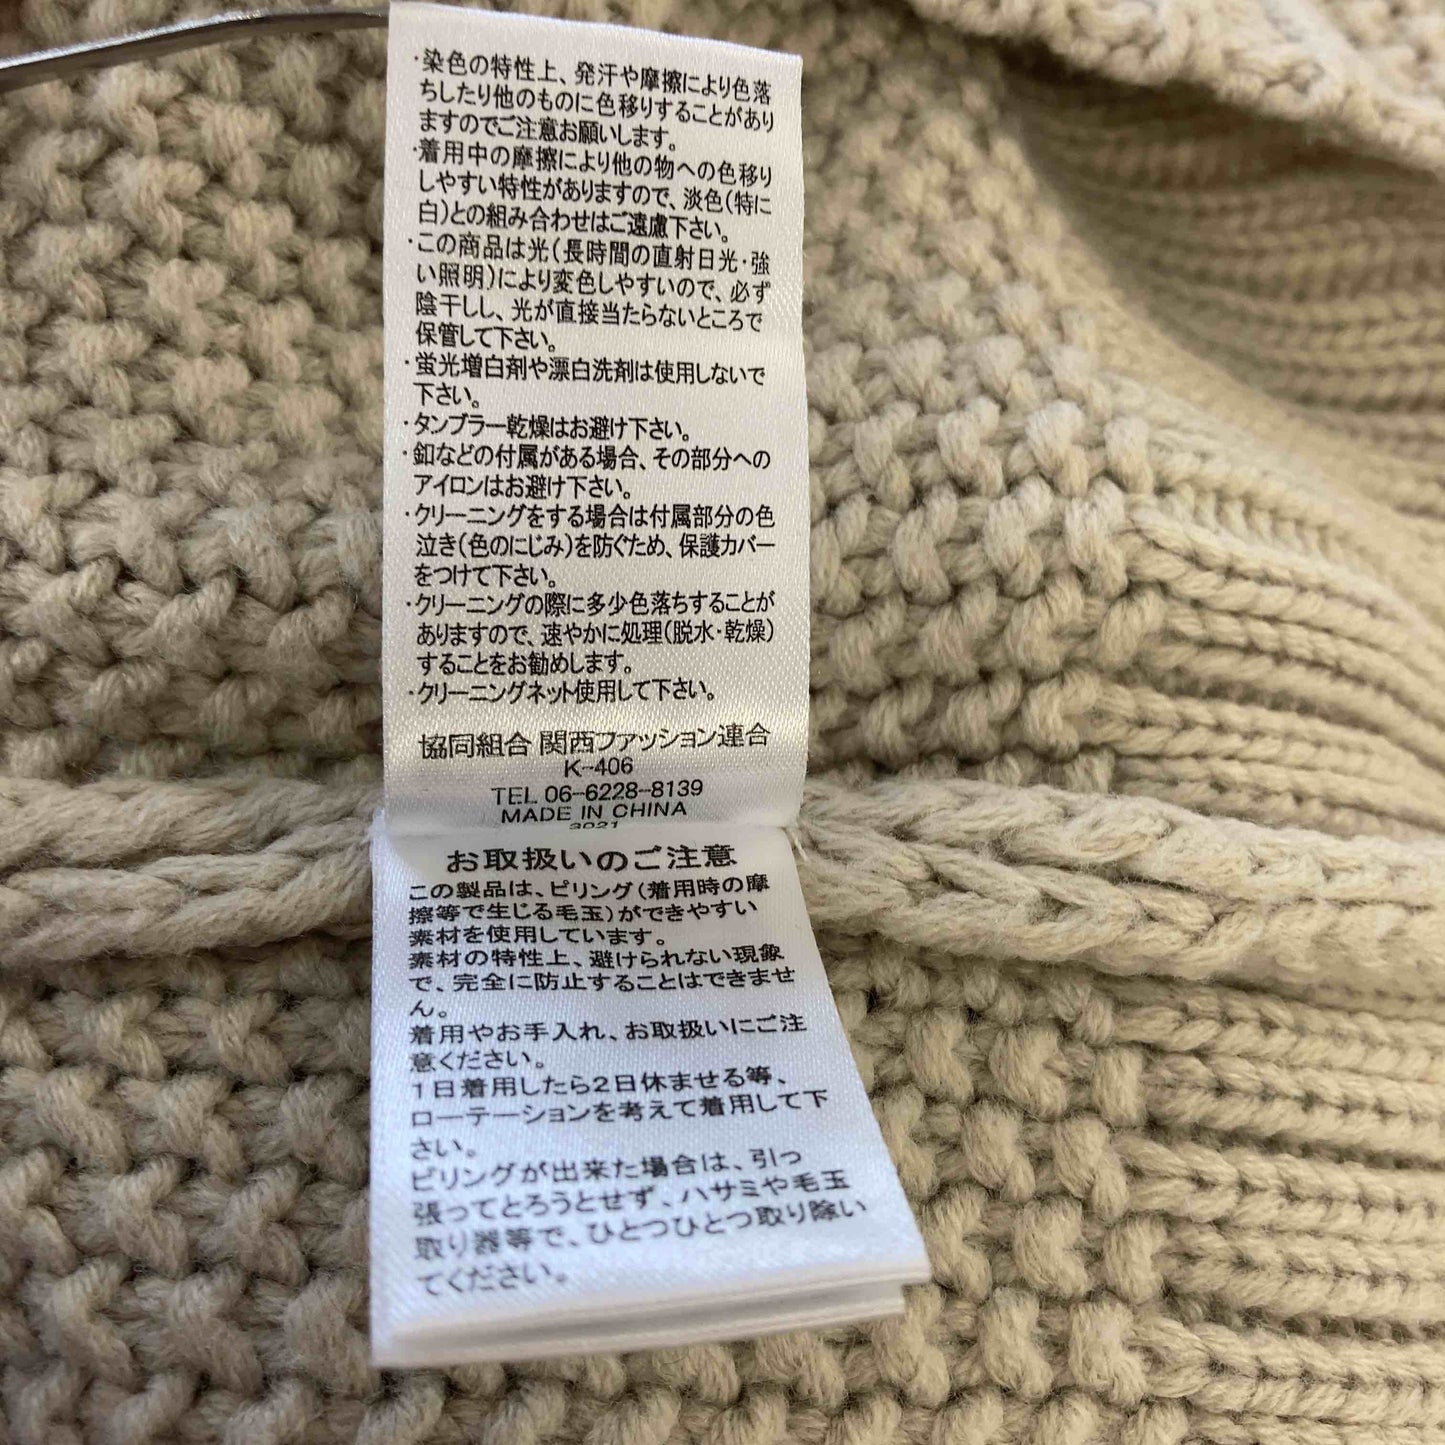 ・染色の特性上、発汗や摩擦により色落
ちしたり他のものに色移りすることがあり
ますのでご注意お願いします。
・着用中の摩擦により他の物への色移り
しやすい特性がありますので、淡色(特に
白)との組み合わせはご遠慮下さい。
・この商品は光(長時間の直射日光・強
い照明)により変色しやすいので、必ず
陰干しし、光が直接当たらないところで
保管して下さい。
・蛍光増白剤や漂白洗剤は使用しないで
下さい。
・タンブラー乾燥はお避け下さい。
・釦などの付属がある場合、その部分への
アイロンはお避け下さい。
・クリーニングをする場合は付属部分の色
泣き(色のにじみ)を防ぐため、保護カバー
をつけて下さい。
・クリーニングの際に多少色落ちすることが
ありますので、速やかに処理(脱水・乾燥)
することをお勧めします。
・クリーニングネット使用して下さい。
協同組合 関西ファッション連合
K-406
TEL 06-6228-8139
MADE IN CHINA
3021
お取扱いのご注意
この製品は、ピリング(着用時の摩
擦等で生じる毛玉)ができやすい
素材を使用しています。
素材の特性上、避けられない現象
で、完全に防止することはできませ
ん。
着用やお手入れ、お取扱いにご注
意ください。
1日着用したら2日休ませる等、
ローテーションを考えて着用して下
さい。
ピリングが出来た場合は、引っ
張ってとろうとせず、ハサミや毛玉
取り器等で、ひとつひとつ取り除い
てください。